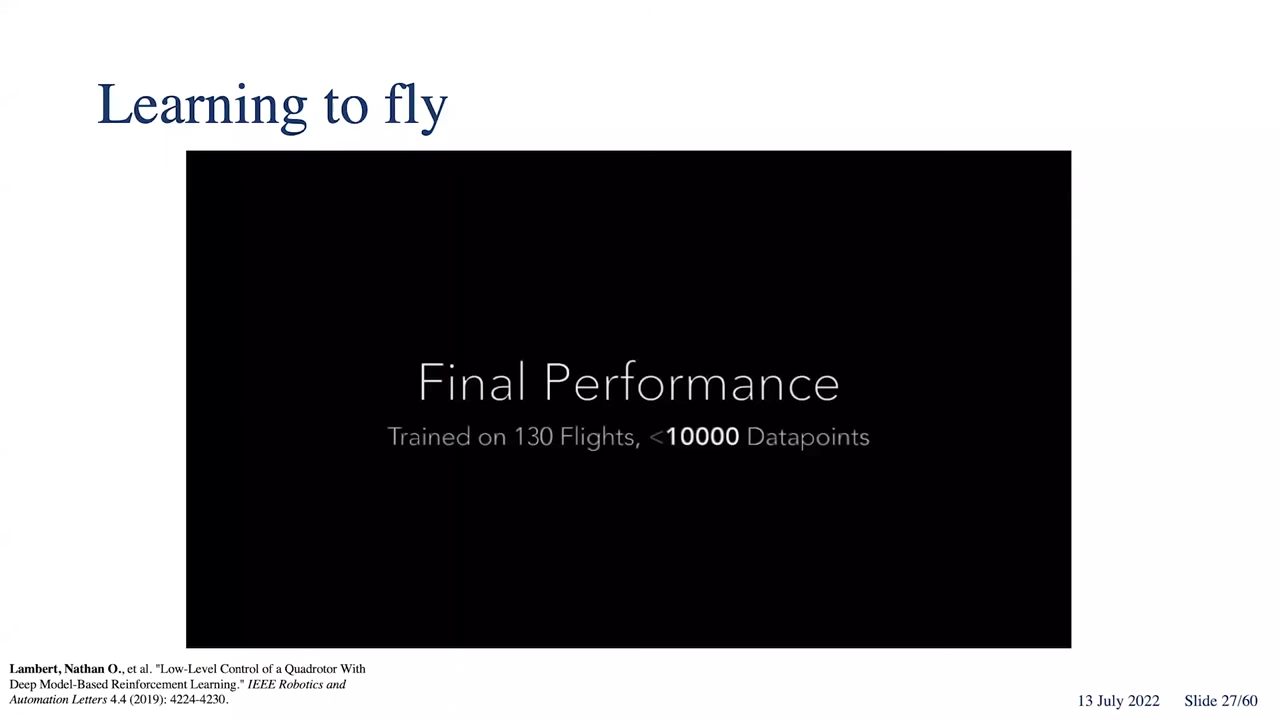 Learning to fly
Final Performance
Trained on 130 Flights, <10000 Datapoints
Lambert, Nathan O., et al. "Low-Level Control of a Quadrotor With
Deep Model-Based Reinforcement Learning." IEEE Robotics and
Automation Letters 4.4 (2019): 4224-4230.
13 July 2022 Slide 27/60